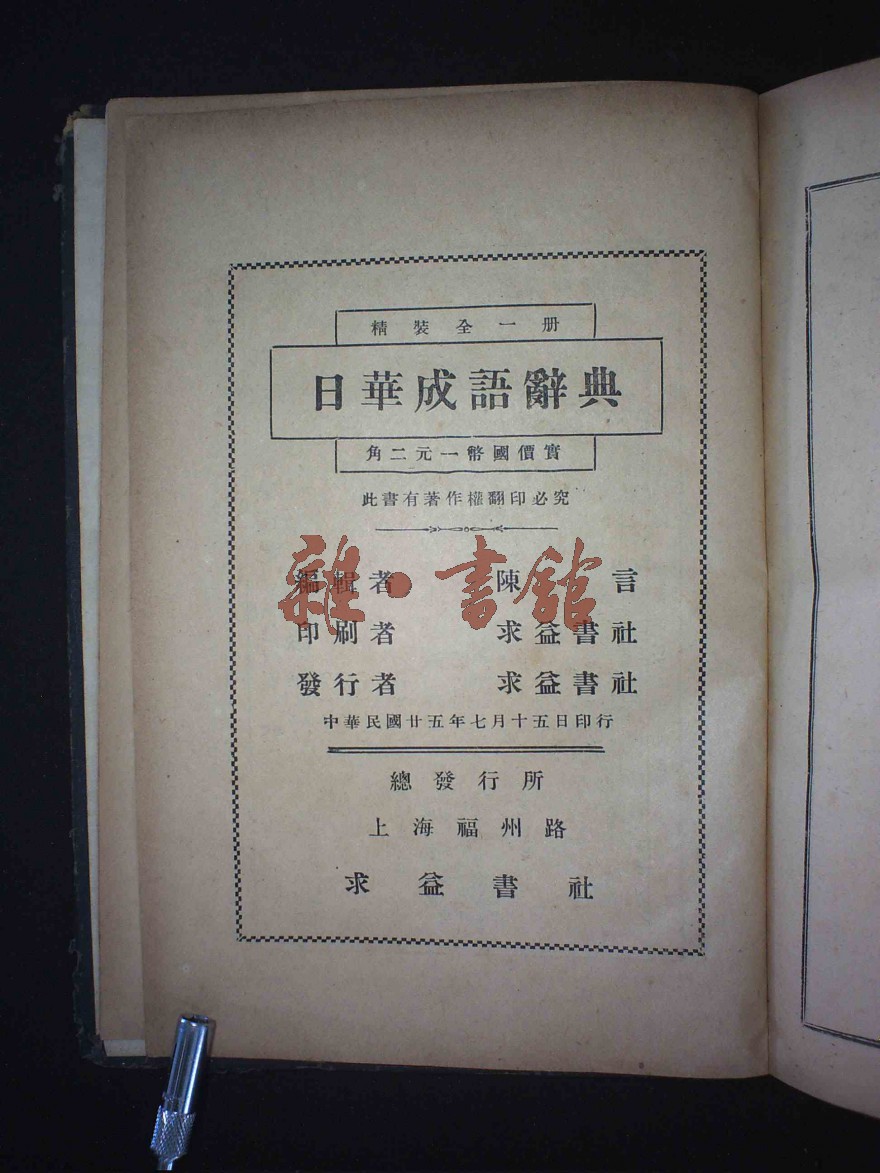 精裝全一册
日華成語辭典
實價國幣一元二角
此書有著作權翻印必究
編輯者 陳言
印刷者 求益書社
發行者 求益書社
中華民國廿五年七月十五日印行
總發行所
上海福州路
求益書社
雜·書館